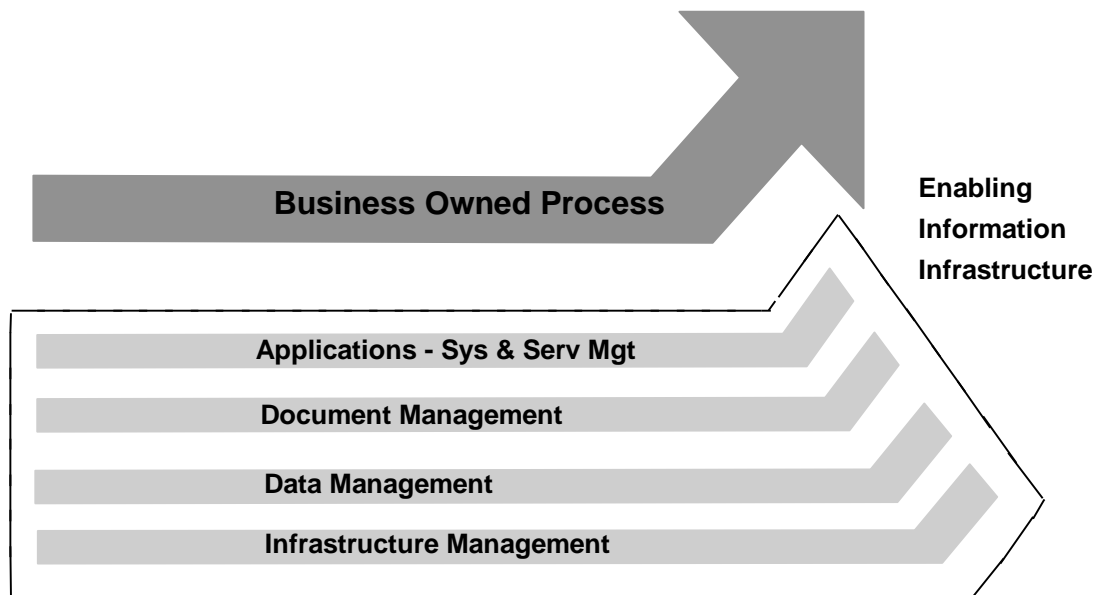 Business Owned Process
Enabling
Information
Infrastructure
Applications - Sys & Serv Mgt
Document Management
Data Management
Infrastructure Management